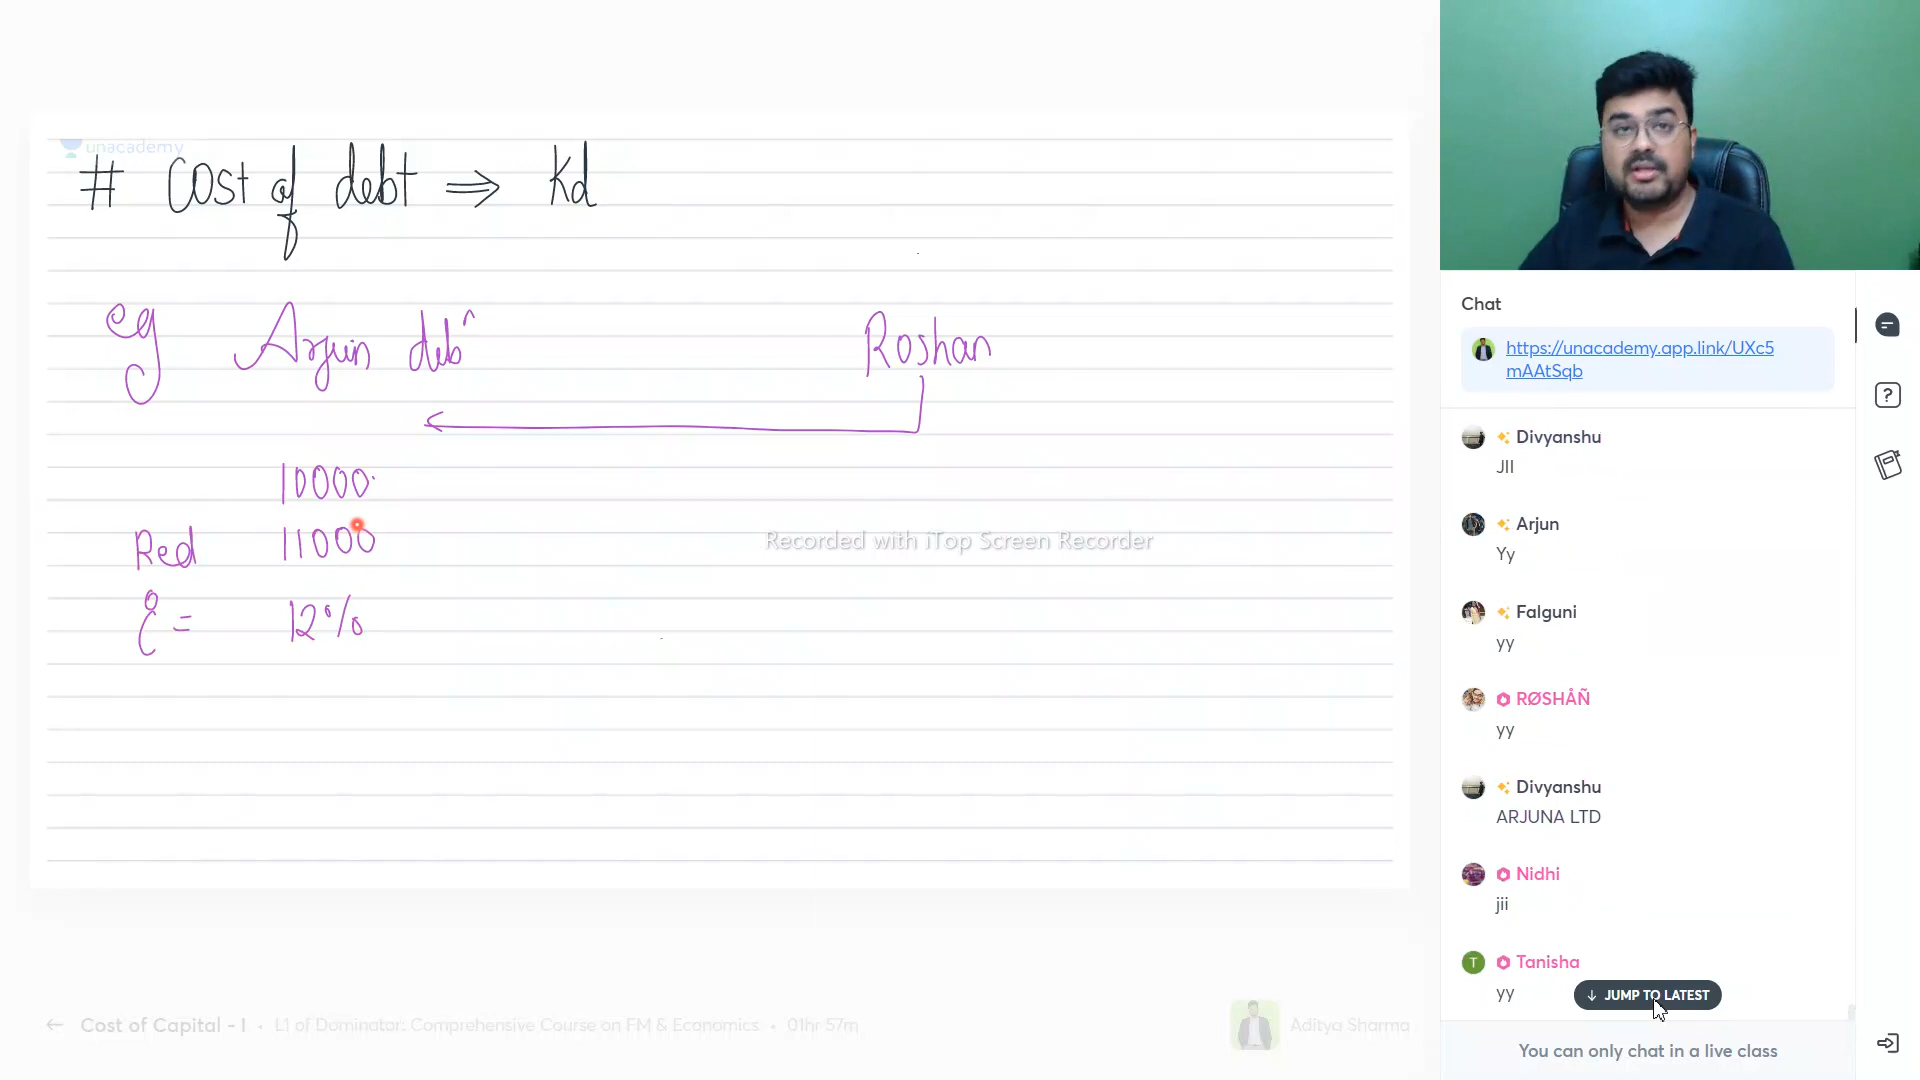 unacademy
# Cost of debt ⇒ Kd
eg Arjun deb^ Roshan
10000
Red 11000
i = 12%
Recorded with iTop Screen Recorder
← Cost of Capital - I • L1 of Dominator: Comprehensive Course on FM & Economics • 01hr 57m
Aditya Sharma
Chat
https://unacademy.app.link/UXc5
mAAtSqb
Divyanshu
JII
Arjun
Yy
Falguni
yy
RØSHÅÑ
yy
Divyanshu
ARJUNA LTD
Nidhi
jii
T Tanisha
yy
↓ JUMP TO LATEST
You can only chat in a live class